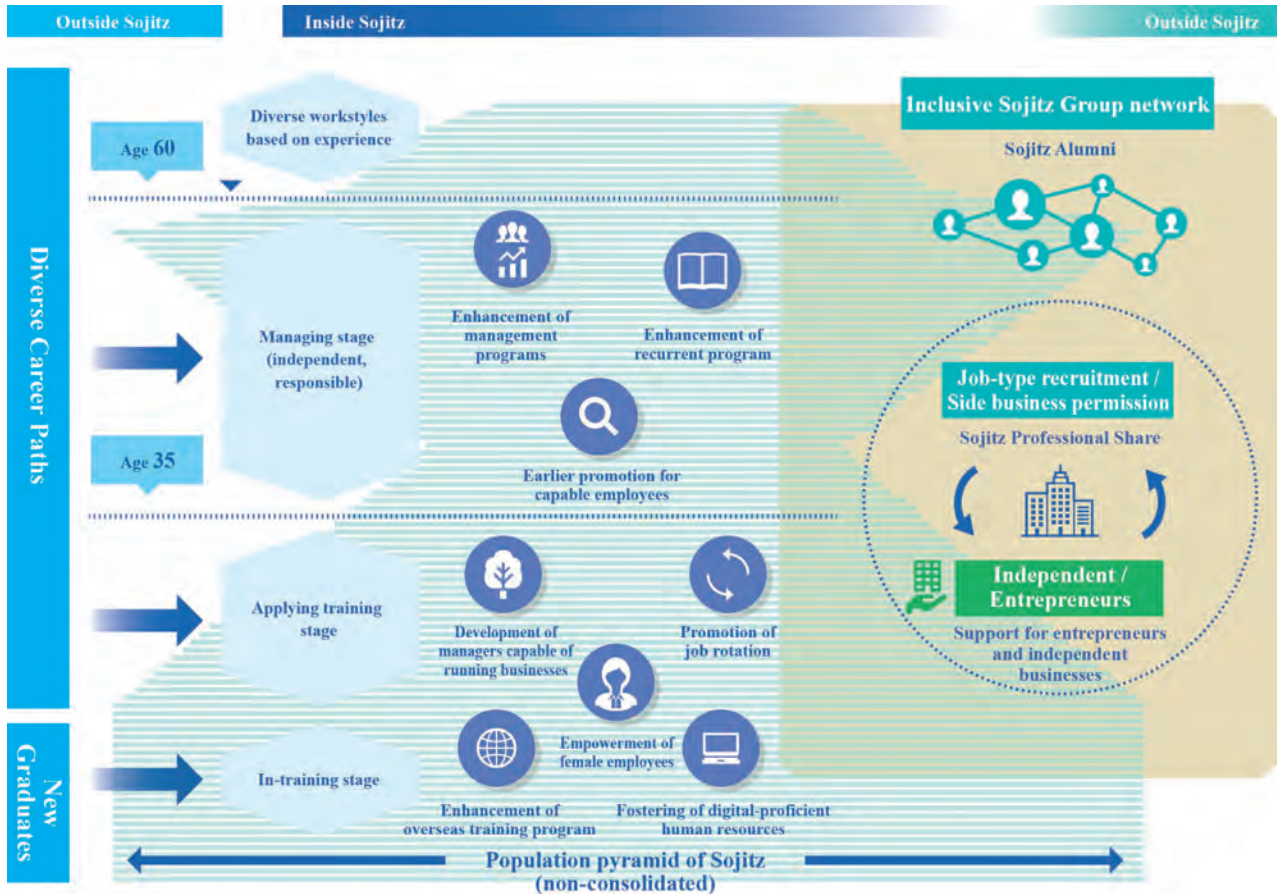 Outside Sojitz
Inside Sojitz
Outside Sojitz
Diverse Career Paths
New
Graduates
Diverse workstyles
based on experience
Age 60
Managing stage
(independent,
responsible)
Age 35
Applying training
stage
In-training stage
Enhancement of
management
programs
Enhancement of
recurrent program
Earlier promotion for
capable employees
Development of
managers capable of
running businesses
Promotion of
job rotation
Empowerment of
female employees
Enhancement of
overseas training program
Fostering of digital-proficient
human resources
Inclusive Sojitz Group network
Sojitz Alumni
Job-type recruitment /
Side business permission
Sojitz Professional Share
Independent /
Entrepreneurs
Support for entrepreneurs
and independent
businesses
Population pyramid of Sojitz
(non-consolidated)